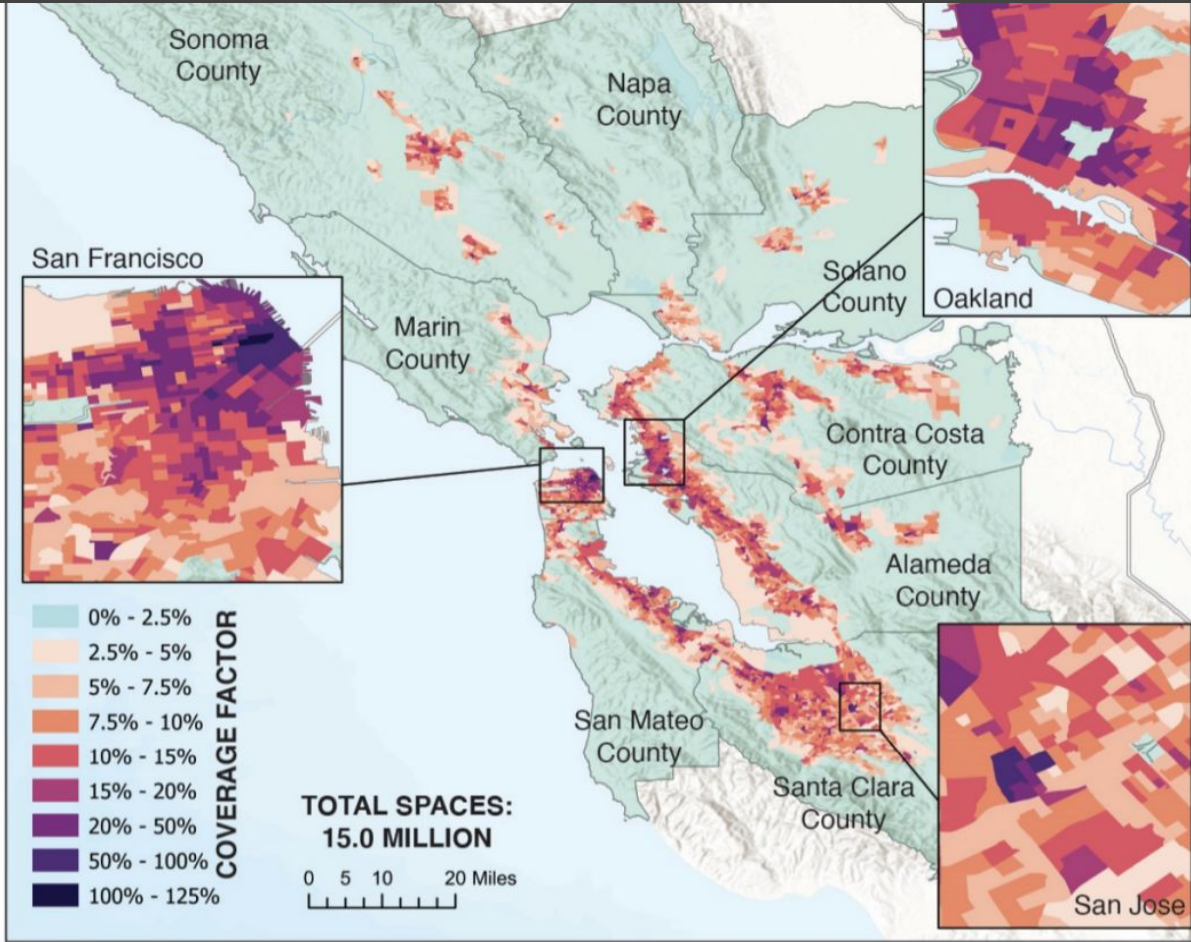 Sonoma
County
Napa
County
San Francisco
Marin
County
Solano
County
Oakland
Contra Costa
County
Alameda
County
San Mateo
County
Santa Clara
County
San Jose
0% - 2.5%
2.5% - 5%
5% - 7.5%
7.5% - 10%
10% - 15%
15% - 20%
20% - 50%
50% - 100%
100% - 125%
COVERAGE FACTOR
TOTAL SPACES:
15.0 MILLION
0 5 10 20 Miles